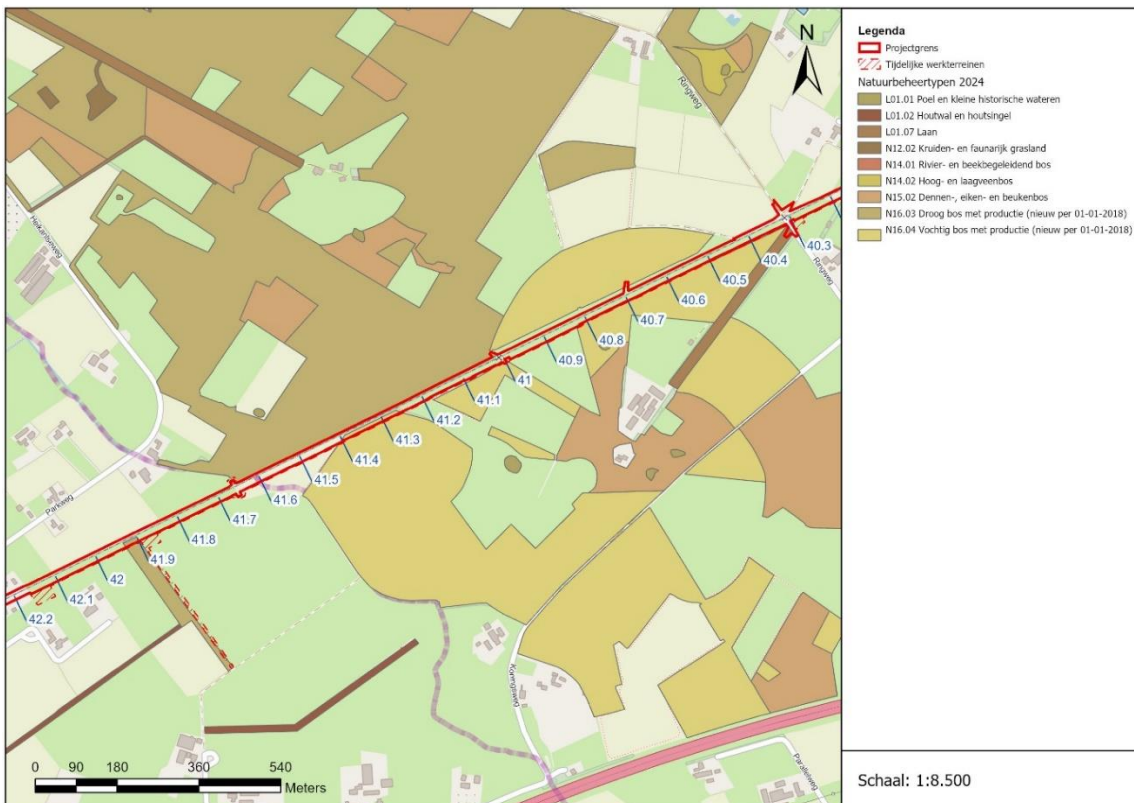 N
Ringweg
Heikantseweg
40.3
40.4
40.5
Ringweg
40.6
40.7
40.8
40.9
41
41.1
41.2
41.3
41.4
41.5
41.6
Parkweg
41.7
41.8
41.9
42
42.1
42.2
Koningsweg
Parallelweg
0 90 180 360 540
Meters
Legenda
Projectgrens
Tijdelijke werkterreinen
Natuurbeheertypen 2024
L01.01 Poel en kleine historische wateren
L01.02 Houtwal en houtsingel
L01.07 Laan
N12.02 Kruiden- en faunarijk grasland
N14.01 Rivier- en beekbegeleidend bos
N14.02 Hoog- en laagveenbos
N15.02 Dennen-, eiken- en beukenbos
N16.03 Droog bos met productie (nieuw per 01-01-2018)
N16.04 Vochtig bos met productie (nieuw per 01-01-2018)
Schaal: 1:8.500